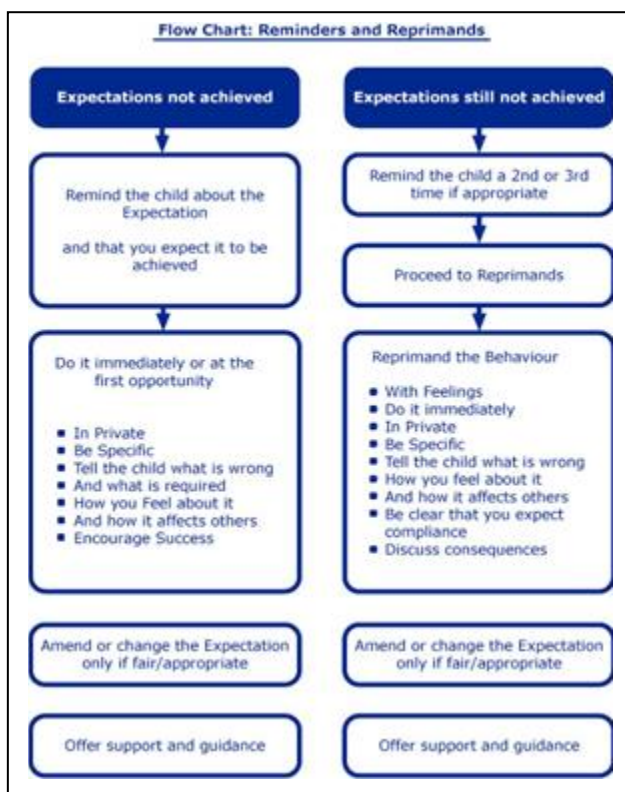 Flow Chart: Reminders and Reprimands
Expectations not achieved
Remind the child about the
Expectation
and that you expect it to be
achieved
Do it immediately or at the
first opportunity
▪ In Private
▪ Be Specific
▪ Tell the child what is wrong
▪ And what is required
▪ How you Feel about it
▪ And how it affects others
▪ Encourage Success
Amend or change the Expectation
only if fair/appropriate
Offer support and guidance
Expectations still not achieved
Remind the child a 2nd or 3rd
time if appropriate
Proceed to Reprimands
Reprimand the Behaviour
▪ With Feelings
▪ Do it immediately
▪ In Private
▪ Be Specific
▪ Tell the child what is wrong
▪ How you feel about it
▪ And how it affects others
▪ Be clear that you expect
compliance
▪ Discuss consequences
Amend or change the Expectation
only if fair/appropriate
Offer support and guidance